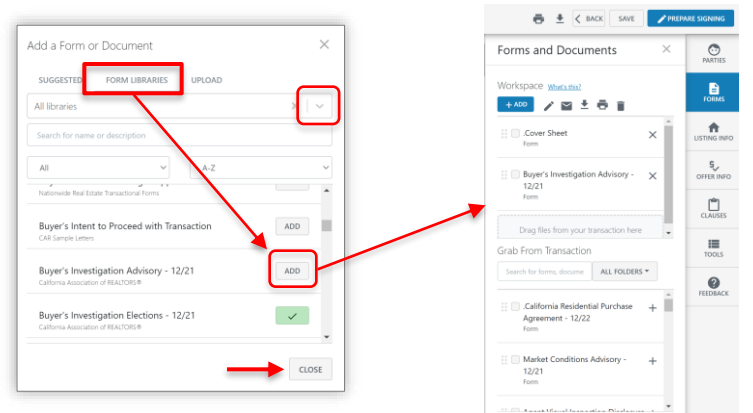 Add a Form or Document
SUGGESTED FORM LIBRARIES UPLOAD
All libraries
Search for name or description
All A-Z
Nationwide Real Estate Transactional Forms
Buyer's Intent to Proceed with Transaction ADD
CAR Sample Letters
Buyer's Investigation Advisory - 12/21 ADD
California Association of REALTORS®
Buyer's Investigation Elections - 12/21
California Association of REALTORS®
CLOSE
BACK SAVE PREPARE SIGNING
Forms and Documents
Workspace What's this?
+ ADD
.Cover Sheet
Form
Buyer's Investigation Advisory -
12/21
Form
Drag files from your transaction here
Grab From Transaction
Search for forms, docume ALL FOLDERS
.California Residential Purchase
Agreement - 12/22
Form
Market Conditions Advisory -
12/21
Form
Agent Visual Inspection Disclosure
PARTIES
FORMS
LISTING INFO
OFFER INFO
CLAUSES
TOOLS
FEEDBACK